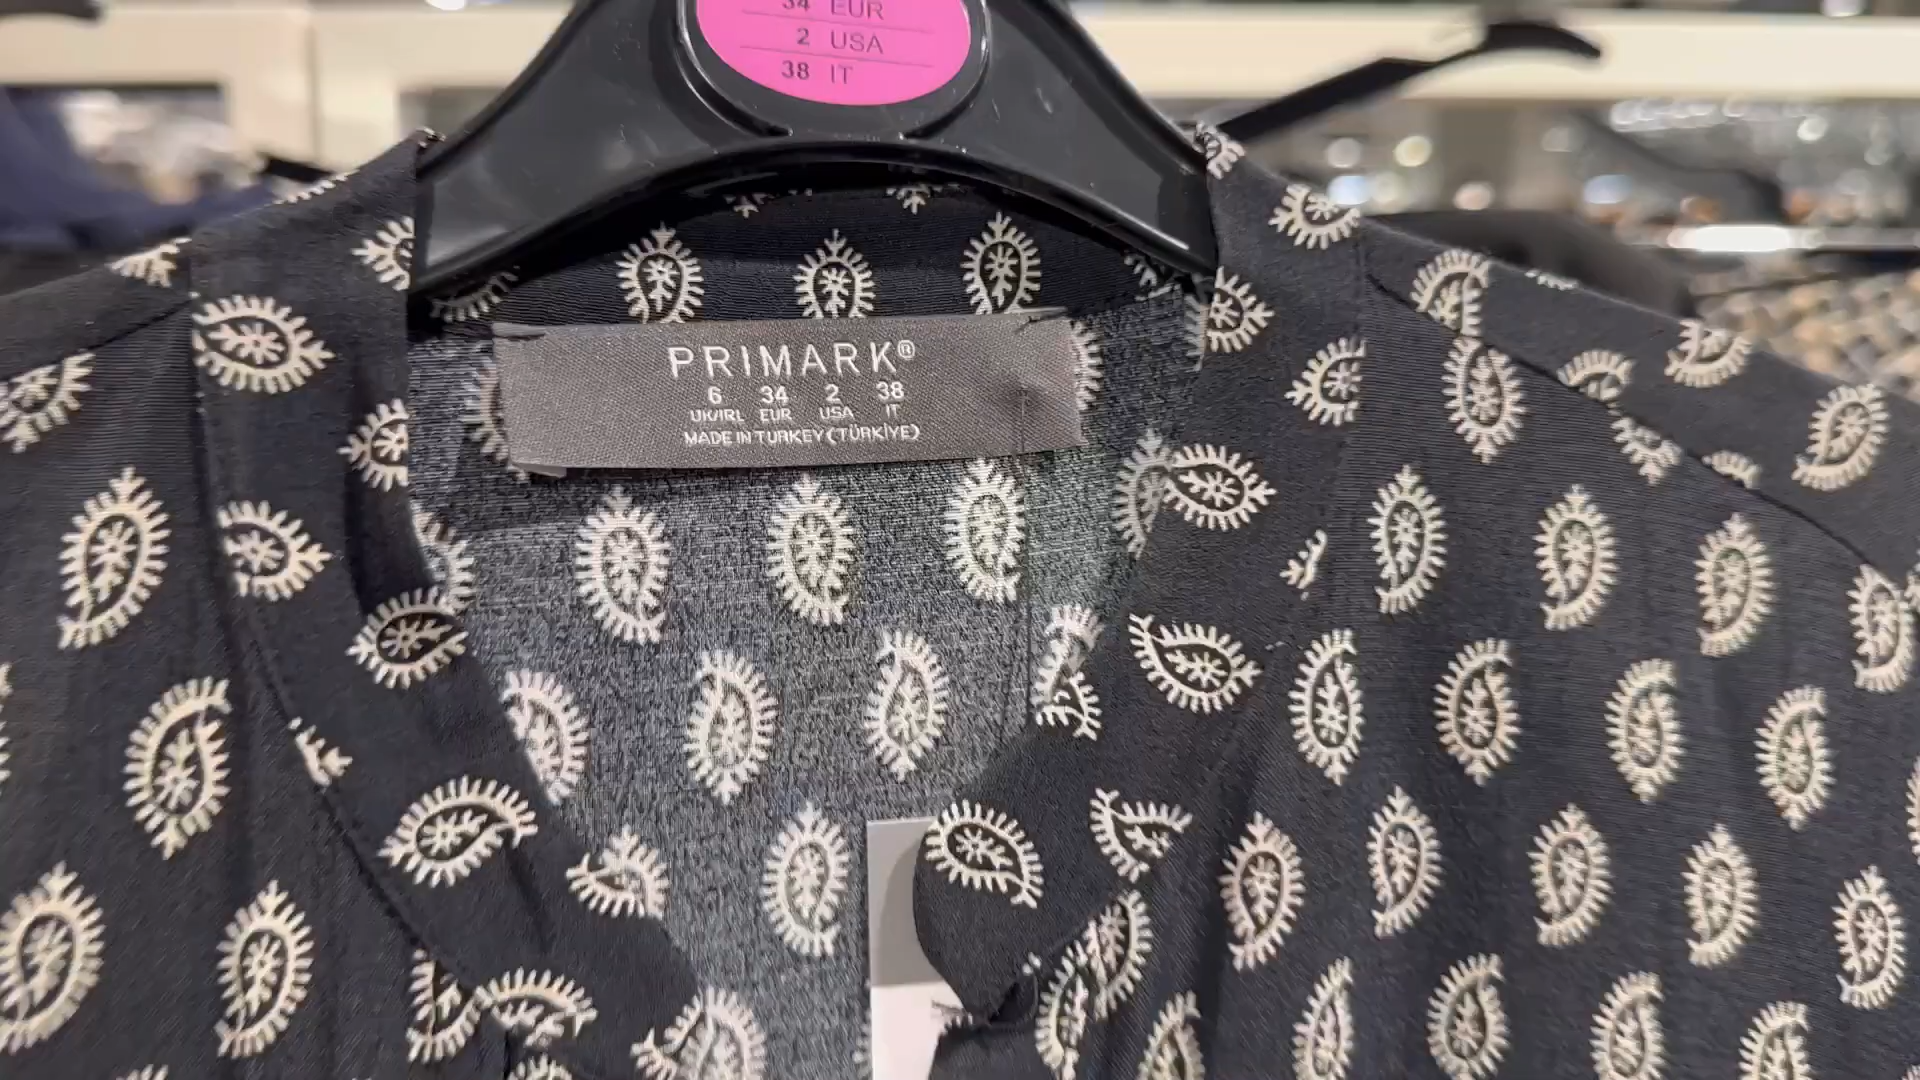 34 EUR
2 USA
38 IT
PRIMARK®
6 34 2 38
UK/IRL EUR USA IT
MADE IN TURKEY (TÜRKİYE)